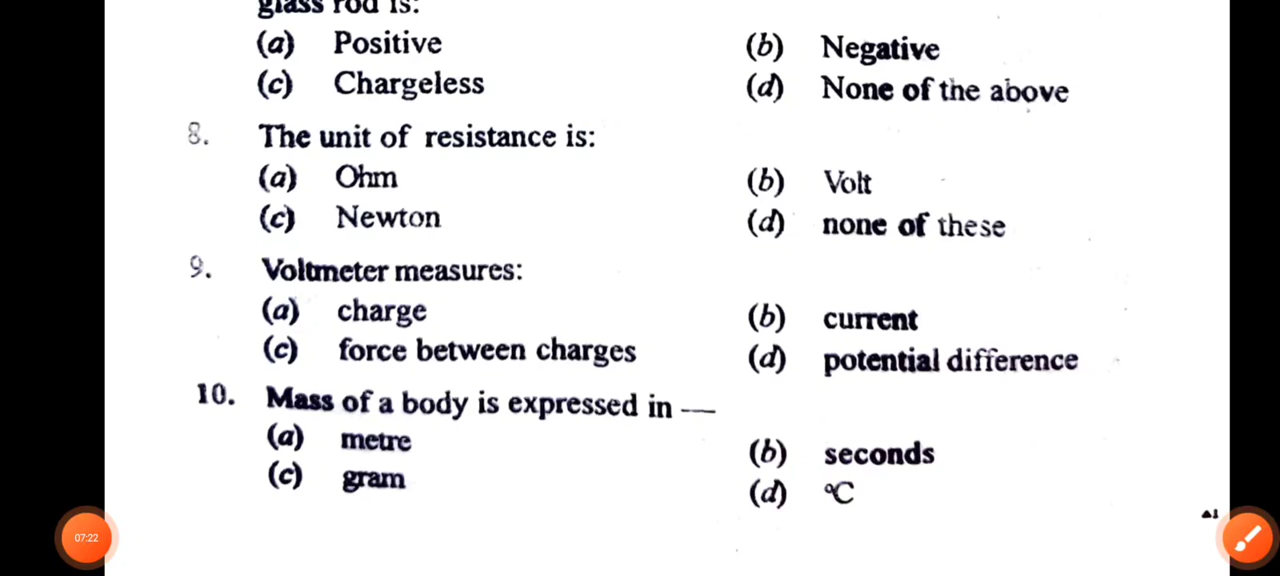 glass rod is:
(a) Positive (b) Negative
(c) Chargeless (d) None of the above
8. The unit of resistance is:
(a) Ohm (b) Volt
(c) Newton (d) none of these
9. Voltmeter measures:
(a) charge (b) current
(c) force between charges (d) potential difference
10. Mass of a body is expressed in —
(a) metre (b) seconds
(c) gram (d) °C
07:22